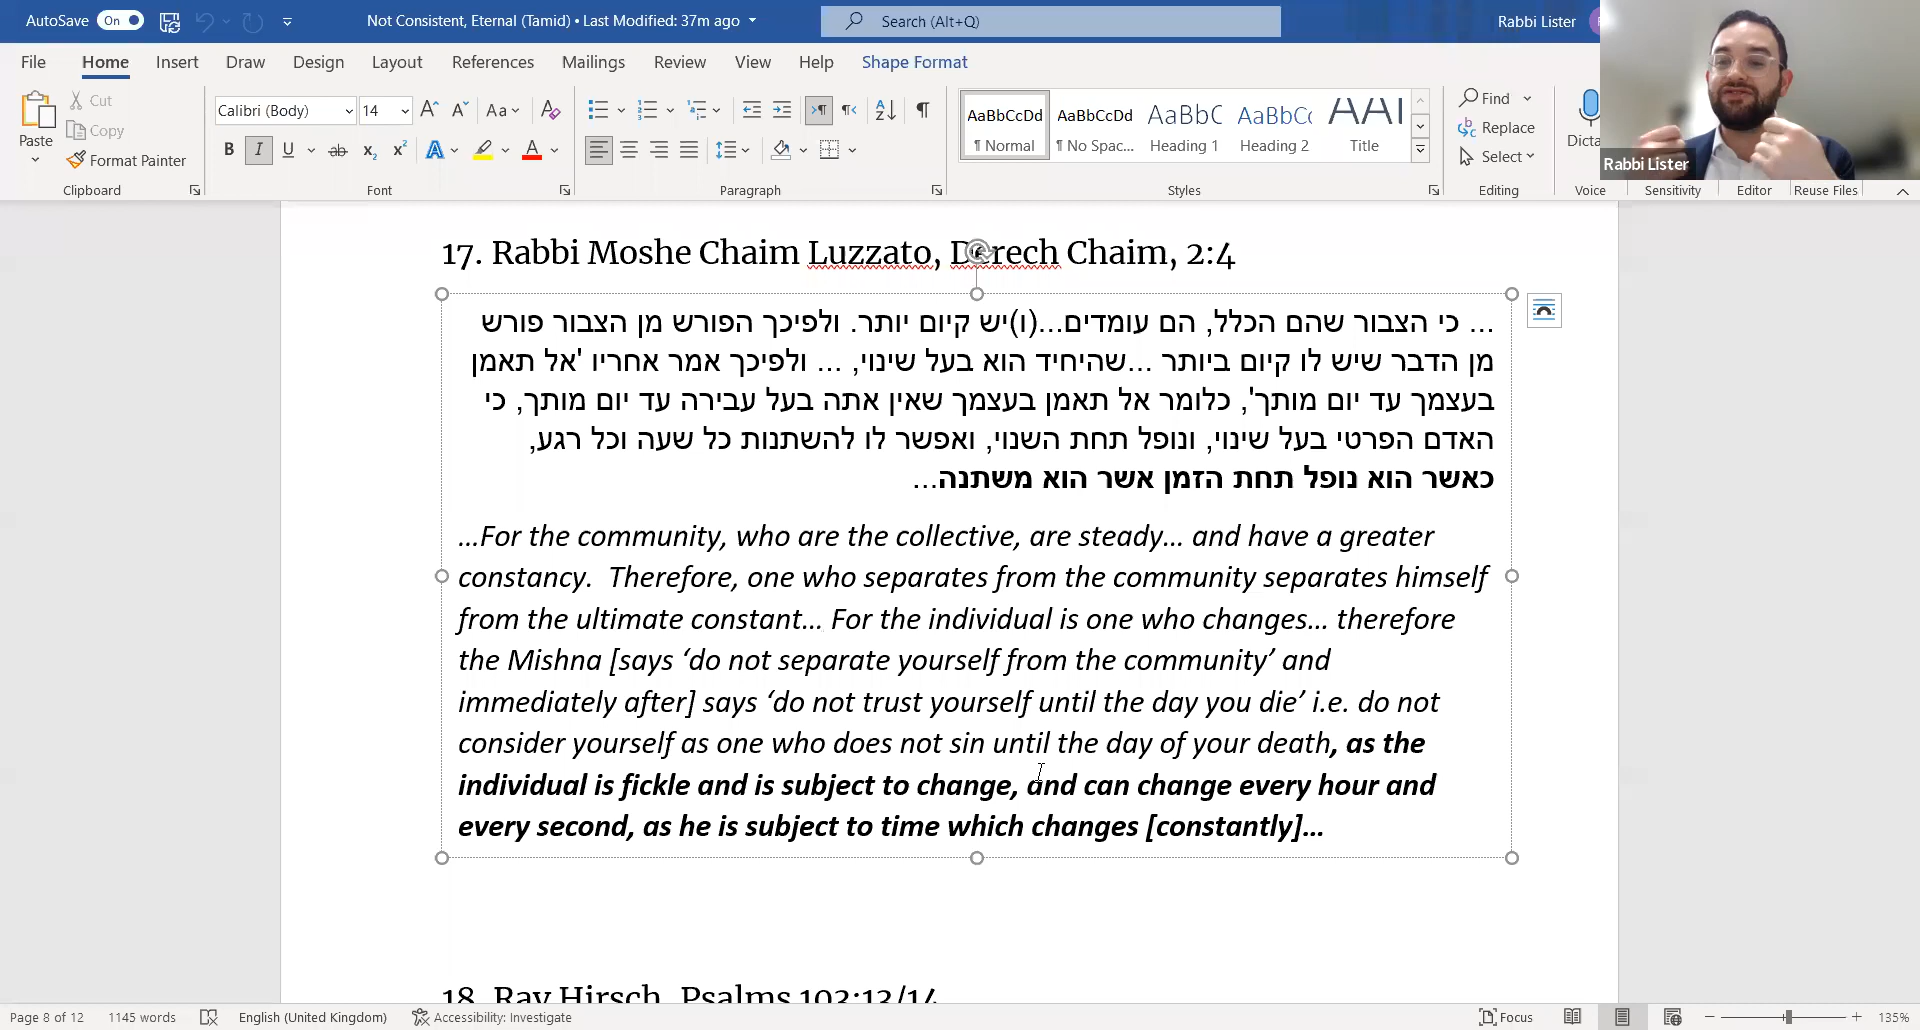 AutoSave On Not Consistent, Eternal (Tamid) • Last Modified: 37m ago Search (Alt+Q) Rabbi Lister
File Home Insert Draw Design Layout References Mailings Review View Help Shape Format
Paste
Cut
Copy
Format Painter
Clipboard
Calibri (Body) 14
Font
Paragraph
AaBbCcDd AaBbCcDd AaBbC AaBbC AAI
¶ Normal ¶ No Spac... Heading 1 Heading 2 Title
Styles
Find
Replace
Select
Editing
Dicta
Voice
Sensitivity
Editor
Reuse Files
Rabbi Lister
17. Rabbi Moshe Chaim Luzzato, Derech Chaim, 2:4
... כי הצבור שהם הכלל, הם עומדים...(ו)יש קיום יותר. ולפיכך הפורש מן הצבור פורש
מן הדבר שיש לו קיום ביותר ...שהיחיד הוא בעל שינוי, ... ולפיכך אמר אחריו 'אל תאמן
בעצמך עד יום מותך', כלומר אל תאמן בעצמך שאין אתה בעל עבירה עד יום מותך, כי
האדם הפרטי בעל שינוי, ונופל תחת השנוי, ואפשר לו להשתנות כל שעה וכל רגע,
כאשר הוא נופל תחת הזמן אשר הוא משתנה...
...For the community, who are the collective, are steady... and have a greater
constancy. Therefore, one who separates from the community separates himself
from the ultimate constant... For the individual is one who changes... therefore
the Mishna [says ‘do not separate yourself from the community’ and
immediately after] says ‘do not trust yourself until the day you die’ i.e. do not
consider yourself as one who does not sin until the day of your death, as the
individual is fickle and is subject to change, and can change every hour and
every second, as he is subject to time which changes [constantly]...
18. Rav Hirsch, Psalms 103:13/14
Page 8 of 12 1145 words English (United Kingdom) Accessibility: Investigate Focus 135%